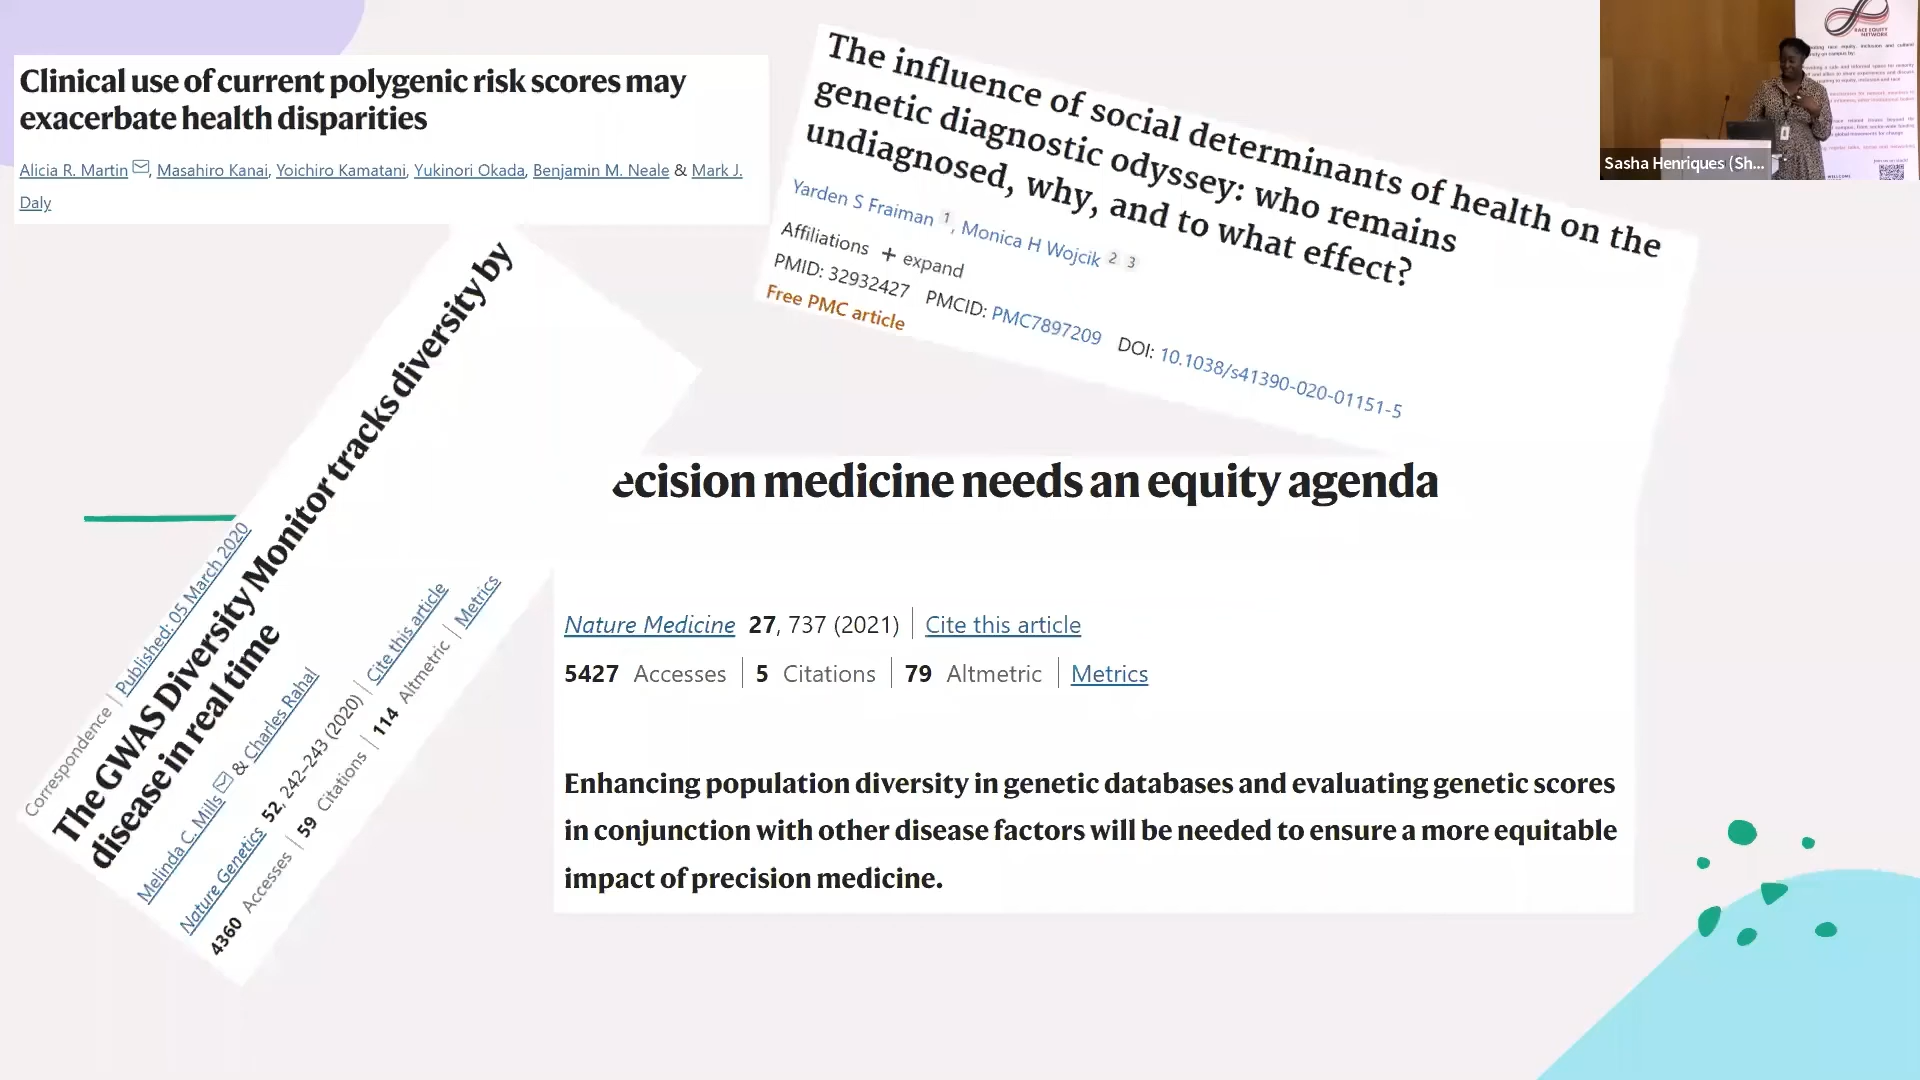 Clinical use of current polygenic risk scores may
exacerbate health disparities
Alicia R. Martin, Masahiro Kanai, Yoichiro Kamatani, Yukinori Okada, Benjamin M. Neale & Mark J.
Daly
The influence of social determinants of health on the
genetic diagnostic odyssey: who remains
undiagnosed, why, and to what effect?
Yarden S Fraiman 1, Monica H Wojcik 2 3
Affiliations + expand
PMID: 32932427 PMCID: PMC7897209 DOI: 10.1038/s41390-020-01151-5
Free PMC article
Correspondence | Published: 05 March 2020
The GWAS Diversity Monitor tracks diversity by
disease in real time
Melinda C. Mills & Charles Rahal
Nature Genetics 52, 242–243 (2020) | Cite this article
4360 Accesses | 59 Citations | 114 Altmetric | Metrics
ecision medicine needs an equity agenda
Nature Medicine 27, 737 (2021) | Cite this article
5427 Accesses | 5 Citations | 79 Altmetric | Metrics
Enhancing population diversity in genetic databases and evaluating genetic scores
in conjunction with other disease factors will be needed to ensure a more equitable
impact of precision medicine.
RACE EQUITY
NETWORK
Sasha Henriques (Sh...